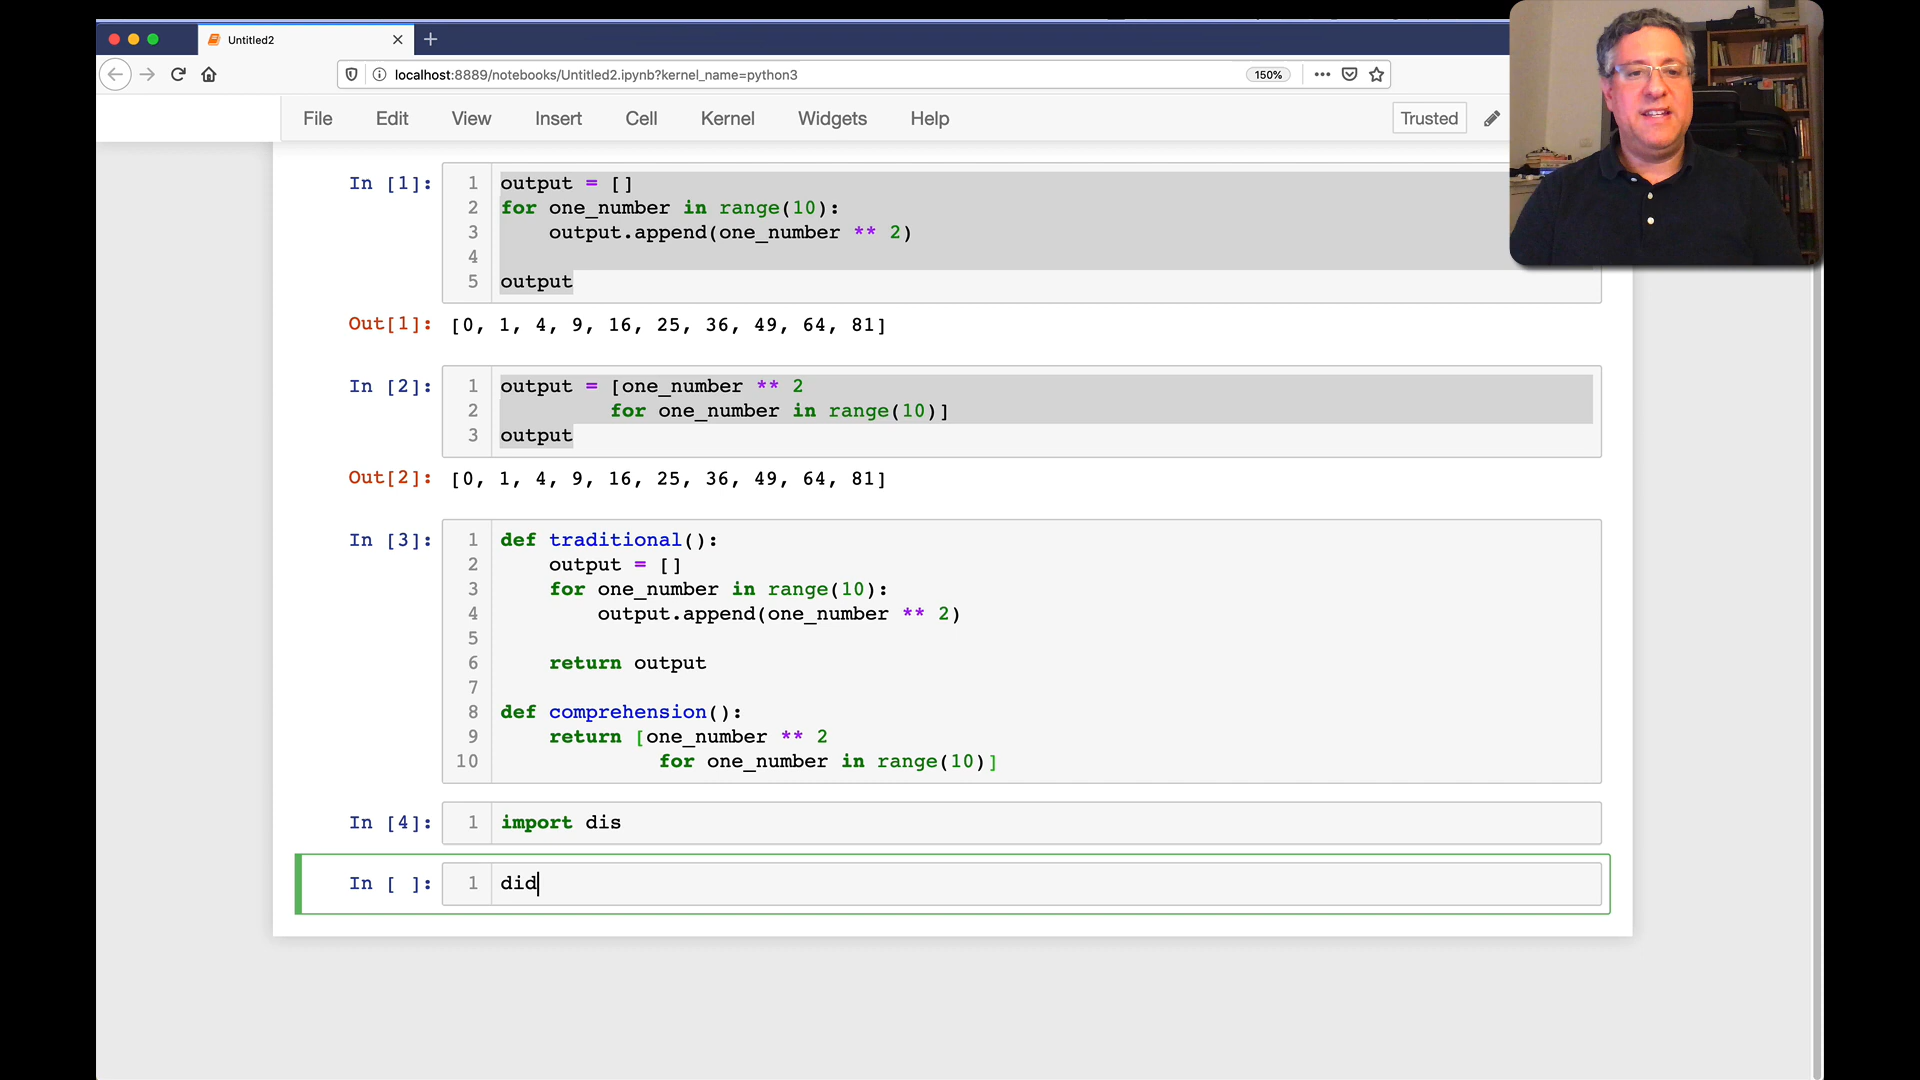 Untitled2
localhost:8889/notebooks/Untitled2.ipynb?kernel_name=python3
150%
File Edit View Insert Cell Kernel Widgets Help
Trusted
In [1]:
1 output = []
2 for one_number in range(10):
3     output.append(one_number ** 2)
4
5 output
Out[1]: [0, 1, 4, 9, 16, 25, 36, 49, 64, 81]
In [2]:
1 output = [one_number ** 2
2          for one_number in range(10)]
3 output
Out[2]: [0, 1, 4, 9, 16, 25, 36, 49, 64, 81]
In [3]:
1 def traditional():
2     output = []
3     for one_number in range(10):
4         output.append(one_number ** 2)
5
6     return output
7
8 def comprehension():
9     return [one_number ** 2
10             for one_number in range(10)]
In [4]:
1 import dis
In [ ]:
1 did